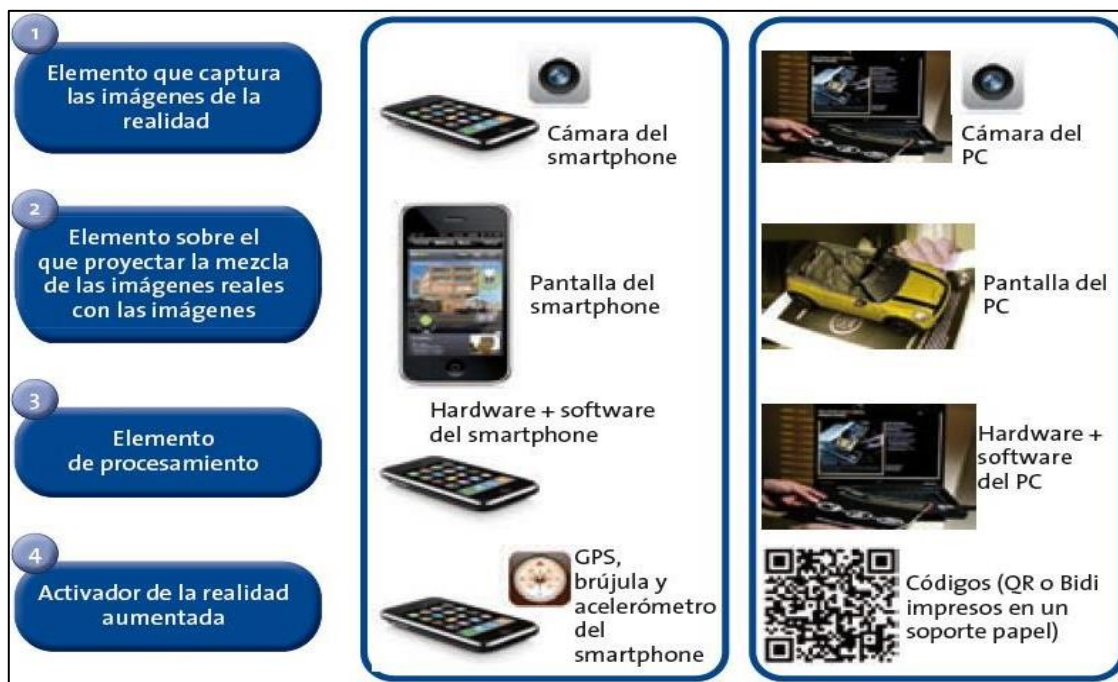 1
Elemento que captura
las imágenes de la
realidad
Cámara del
smartphone
Cámara del
PC
2
Elemento sobre el
que proyectar la mezcla
de las imágenes reales
con las imágenes
Pantalla del
smartphone
Pantalla del
PC
3
Elemento
de procesamiento
Hardware + software
del smartphone
Hardware +
software
del PC
4
Activador de la realidad
aumentada
GPS,
brújula y
acelerómetro
del
smartphone
Códigos (QR o Bidi
impresos en un
soporte papel)